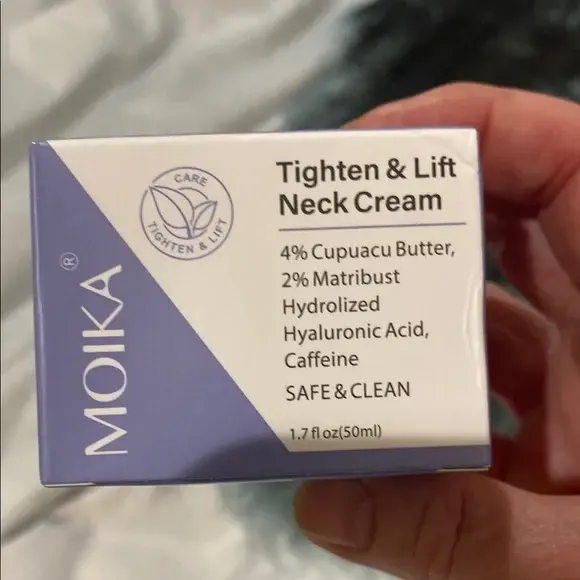 CARE
TIGHTEN & LIFT
MOIKA®
Tighten & Lift
Neck Cream
4% Cupuacu Butter,
2% Matribust
Hydrolized
Hyaluronic Acid,
Caffeine
SAFE & CLEAN
1.7 fl oz(50ml)